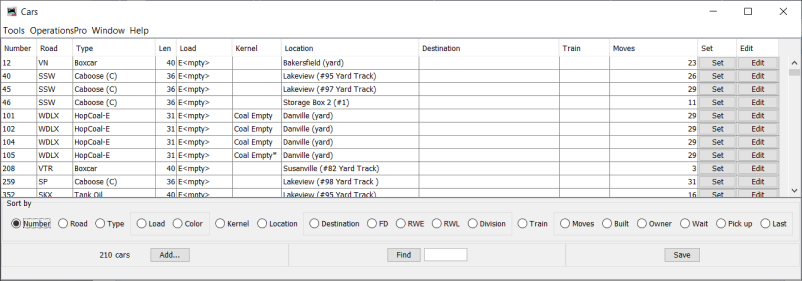 Cars
Tools OperationsPro Window Help
Number Road Type Len Load Kernel Location Destination Train Moves Set Edit
12 VN Boxcar 40 E<mpty> Bakersfield (yard) 23 Set Edit
40 SSW Caboose (C) 36 E<mpty> Lakeview (#95 Yard Track) 26 Set Edit
45 SSW Caboose (C) 36 E<mpty> Lakeview (#97 Yard Track) 29 Set Edit
46 SSW Caboose (C) 36 E<mpty> Storage Box 2 (#1) 11 Set Edit
101 WDLX HopCoal-E 31 E<mpty> Coal Empty Danville (yard) 29 Set Edit
102 WDLX HopCoal-E 31 E<mpty> Coal Empty Danville (yard) 29 Set Edit
104 WDLX HopCoal-E 31 E<mpty> Coal Empty Danville (yard) 29 Set Edit
105 WDLX HopCoal-E 31 E<mpty> Coal Empty* Danville (yard) 29 Set Edit
208 VTR Boxcar 40 E<mpty> Susanville (#82 Yard Track) 3 Set Edit
259 SP Caboose (C) 36 E<mpty> Lakeview (#98 Yard Track ) 31 Set Edit
352 SKX Tank Oil 40 E<mpty> Lakeview (#95 Yard Track) 16 Set Edit
Sort by
Number Road Type Load Color Kernel Location Destination FD RWE RWL Division Train Moves Built Owner Wait Pick up Last
210 cars Add... Find Save